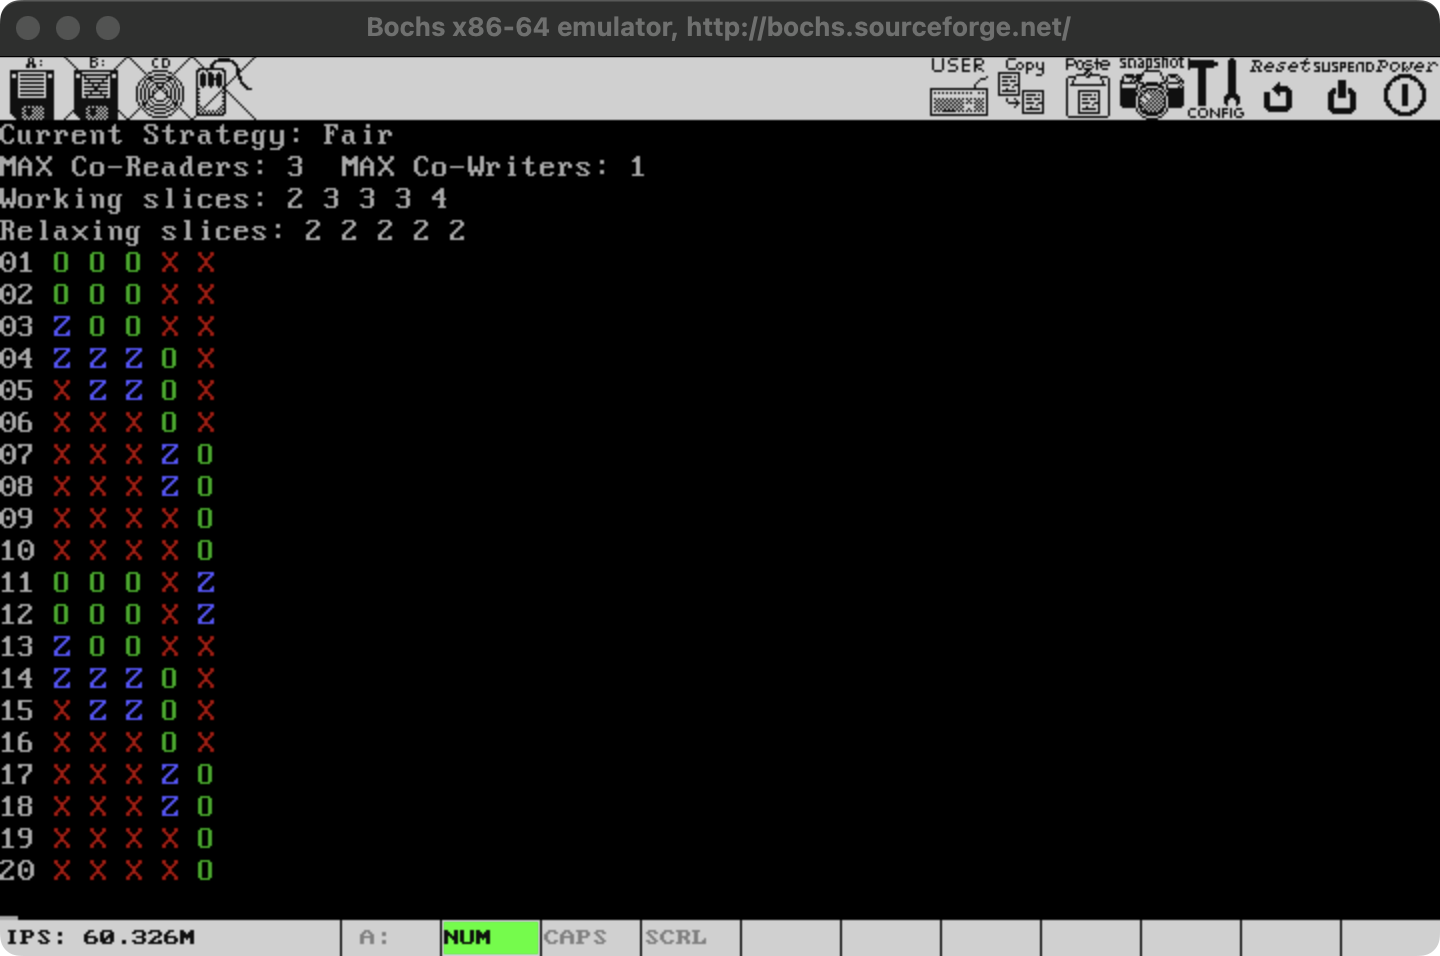 Bochs x86-64 emulator, http://bochs.sourceforge.net/
A: B: CD USER Copy Paste snapshot CONFIG Reset SUSPEND Power
Current Strategy: Fair
MAX Co-Readers: 3  MAX Co-Writers: 1
Working slices: 2 3 3 3 4
Relaxing slices: 2 2 2 2 2
01 O O O X X
02 O O O X X
03 Z O O X X
04 Z Z Z O X
05 X Z Z O X
06 X X X O X
07 X X X Z O
08 X X X Z O
09 X X X X O
10 X X X X O
11 O O O X Z
12 O O O X Z
13 Z O O X X
14 Z Z Z O X
15 X Z Z O X
16 X X X O X
17 X X X Z O
18 X X X Z O
19 X X X X O
20 X X X X O
IPS: 60.326M A: NUM CAPS SCRL